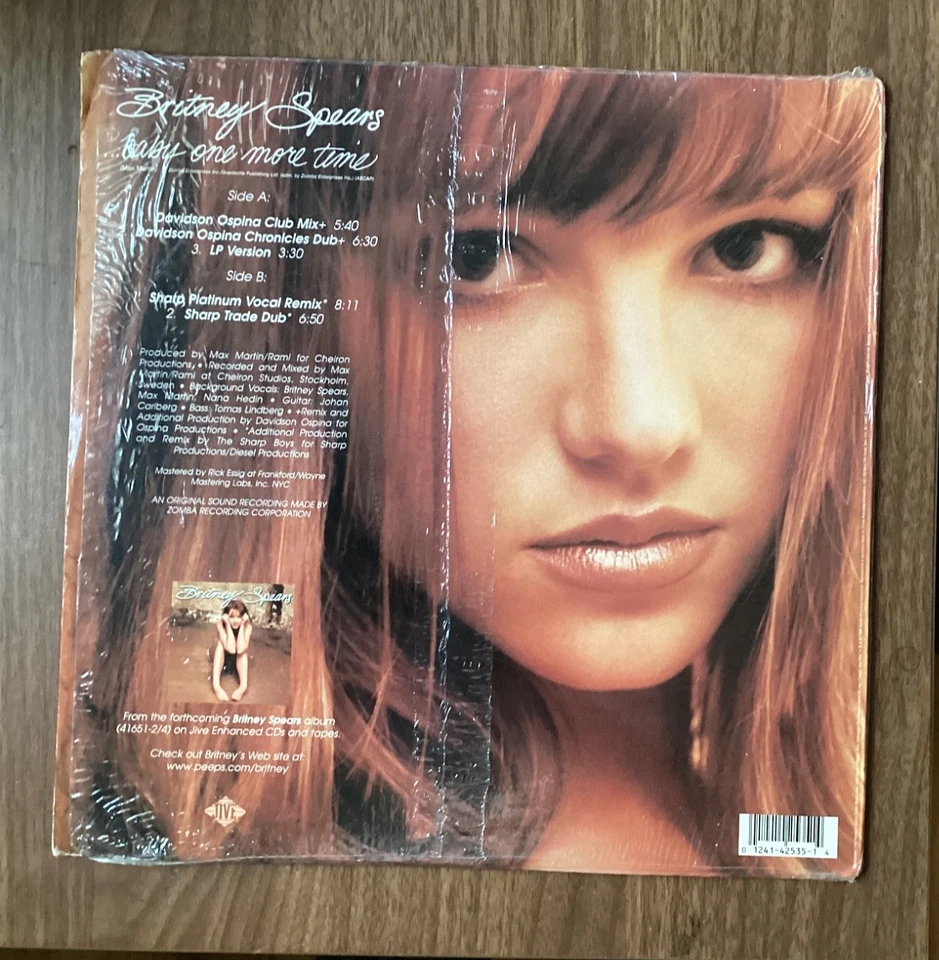 Britney Spears
...baby one more time
Side A:
Davidson Ospina Club Mix+ 5:40
Davidson Ospina Chronicles Dub+ 6:30
3. LP Version 3:30
Side B:
Sharp Platinum Vocal Remix* 8:11
2. Sharp Trade Dub* 6:50
Produced by Max Martin/Rami for Cheiron
Productions, • Recorded and Mixed by Max
Martin/Rami at Cheiron Studios, Stockholm,
Sweden • Background Vocals: Britney Spears,
Max Martin, Nana Hedin • Guitar: Johan
Carlberg • Bass: Tomas Lindberg • +Remix and
Additional Production by Davidson Ospina for
Ospina Productions • *Additional Production
and Remix by The Sharp Boys for Sharp
Productions/Diesel Productions
Mastered by Rick Essig at Frankford/Wayne
Mastering Labs, Inc. NYC
AN ORIGINAL SOUND RECORDING MADE BY
ZOMBA RECORDING CORPORATION
Britney Spears
From the forthcoming Britney Spears album
(41651-2/4) on Jive Enhanced CDs and tapes.
Check out Britney's Web site at:
www.peeps.com/britney
JIVE
0 1241-42535-1 4